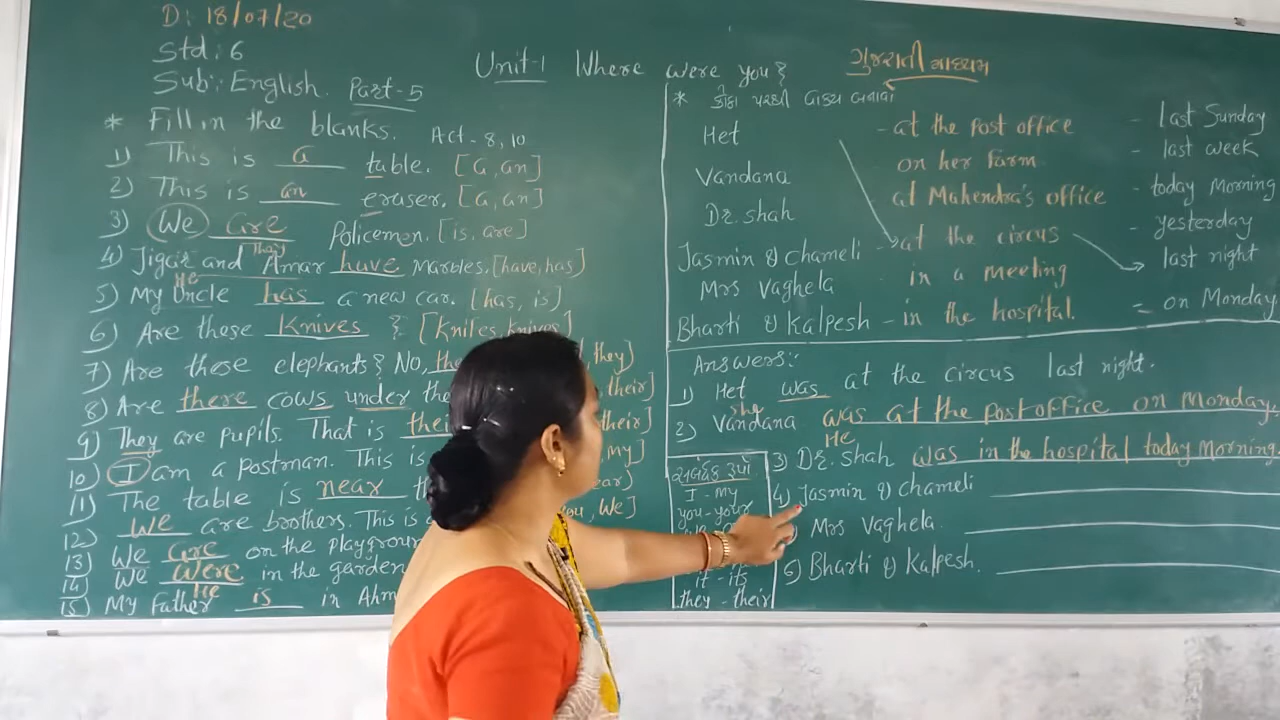 D: 18/07/20
Std: 6
Sub: English. Part-5
Unit-1 Where were you?
ગુજરાતી માધ્યમ
* Fill in the blanks. Act-8, 10
1) This is a table. [a, an]
2) This is an eraser. [a, an]
3) We are Policemen. [is, are]
They
4) Jigar and Amar have Marbles. [have, has]
He
5) My Uncle has a new car. [has, is]
6) Are these Knives ? [Knifes, knives]
7) Are those elephants? No, they)
8) Are there cows under the their]
9) They are pupils. That is their]
10) I am a postman. This is my]
11) The table is near
12) We are brothers. This is You, We]
13) We are on the
14) We were in the garden
he
15) My Father is in
* કોઠા પરથી વાક્ય બનાવો
Het - at the post office - last Sunday
Vandana on her farm - last week
Dr. Shah at Mahendra's office - today Morning
Jasmin & Chameli - at the circus - yesterday
Mrs Vaghela in a meeting last night
Bharti & Kalpesh - in the hospital. = on Monday
Answers:-
1) Het was at the circus last night.
she
2) Vandana was at the post office on Monday.
He
3) Dr. Shah was in the hospital today Morning.
4) Jasmin & Chameli
Mrs Vaghela.
5) Bharti & Kalpesh.
I - my
you - your
it - its
they - their